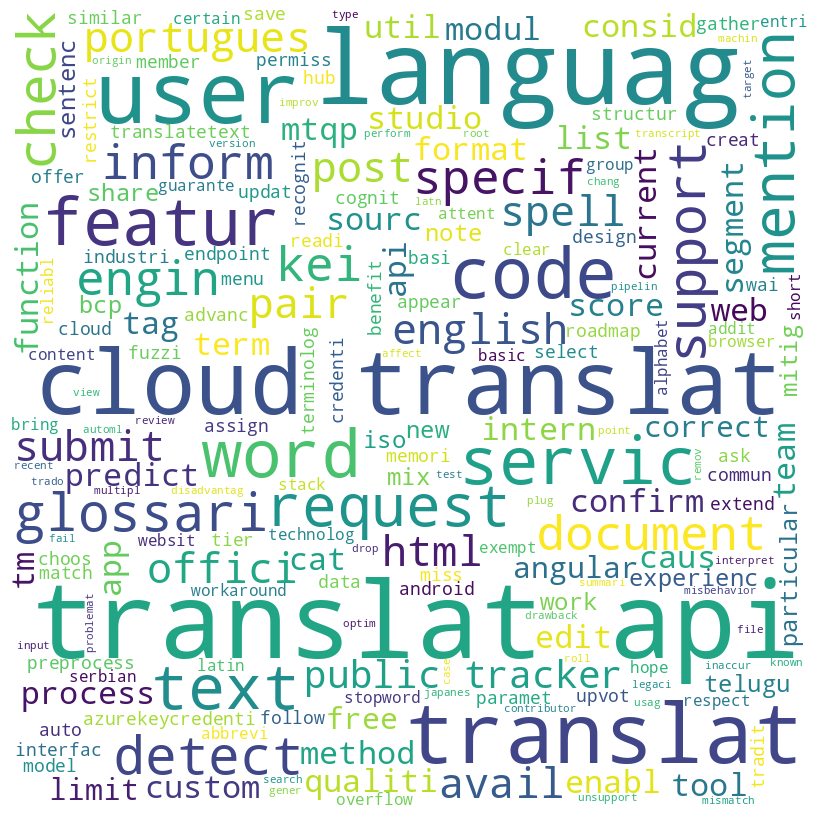 similar certain save type gather entri
origin member portugues util modul consid machin
permiss hub
check sentenc restrict user languag target
improv structur
translatetext version mtqp perform studio root transcript list creat
inform recognit post format group mention
offer guarante cognit specif current
share updat chang
featur latn attent spell support segment
sourc design
function reliabl industri endpoint readi note clear wai
kei api basi code pipelin short
engin menu benefit appear
bcp pair score web
cloud advanc tag english roadmap addit mitig
content fuzzi term terminolog credenti basic select alphabet browser
affect
cloud translat
view
bring automl review assign new intern point correct team
submit word iso servic
recent memori mix test remov ask
trado predict stack commun
multipl disadvantag request confirm extend
glossari plug document particular
fail websit tier technolog drop exempt
tm app choos offici cat html angular caus interpret
match data miss experienc
problemat workaround android summari misbehavior
drawback work
translat api
input optim edit file
preprocess latin public tracker hope inaccur known
serbian process text stopword paramet case roll telugu
japanes legaci
azurekeycredenti follow free contributor upvot usag respect
auto abbrevi
interfac detect method translat tradit
model search qualiti avail enabl tool
limit custom gener overflow unsupport mismatch